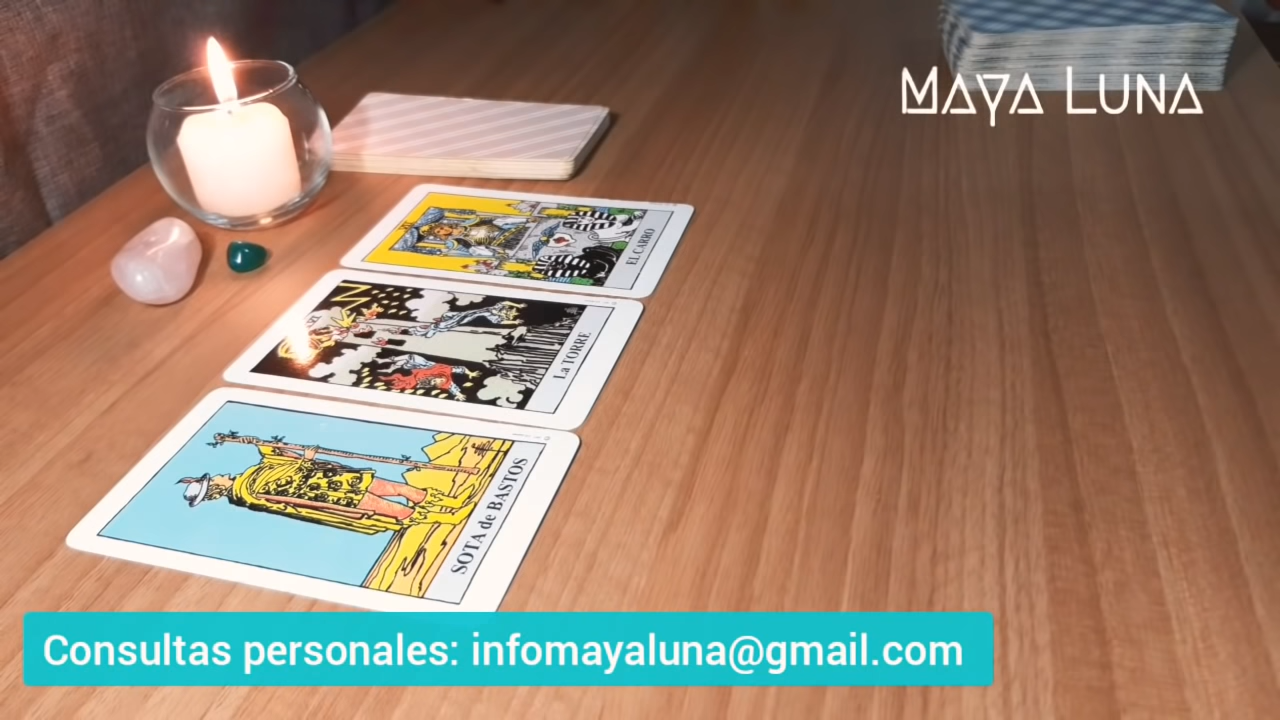 MAYA LUNA
EL CARRO
La TORRE
SOTA de BASTOS
Consultas personales: infomayaluna@gmail.com